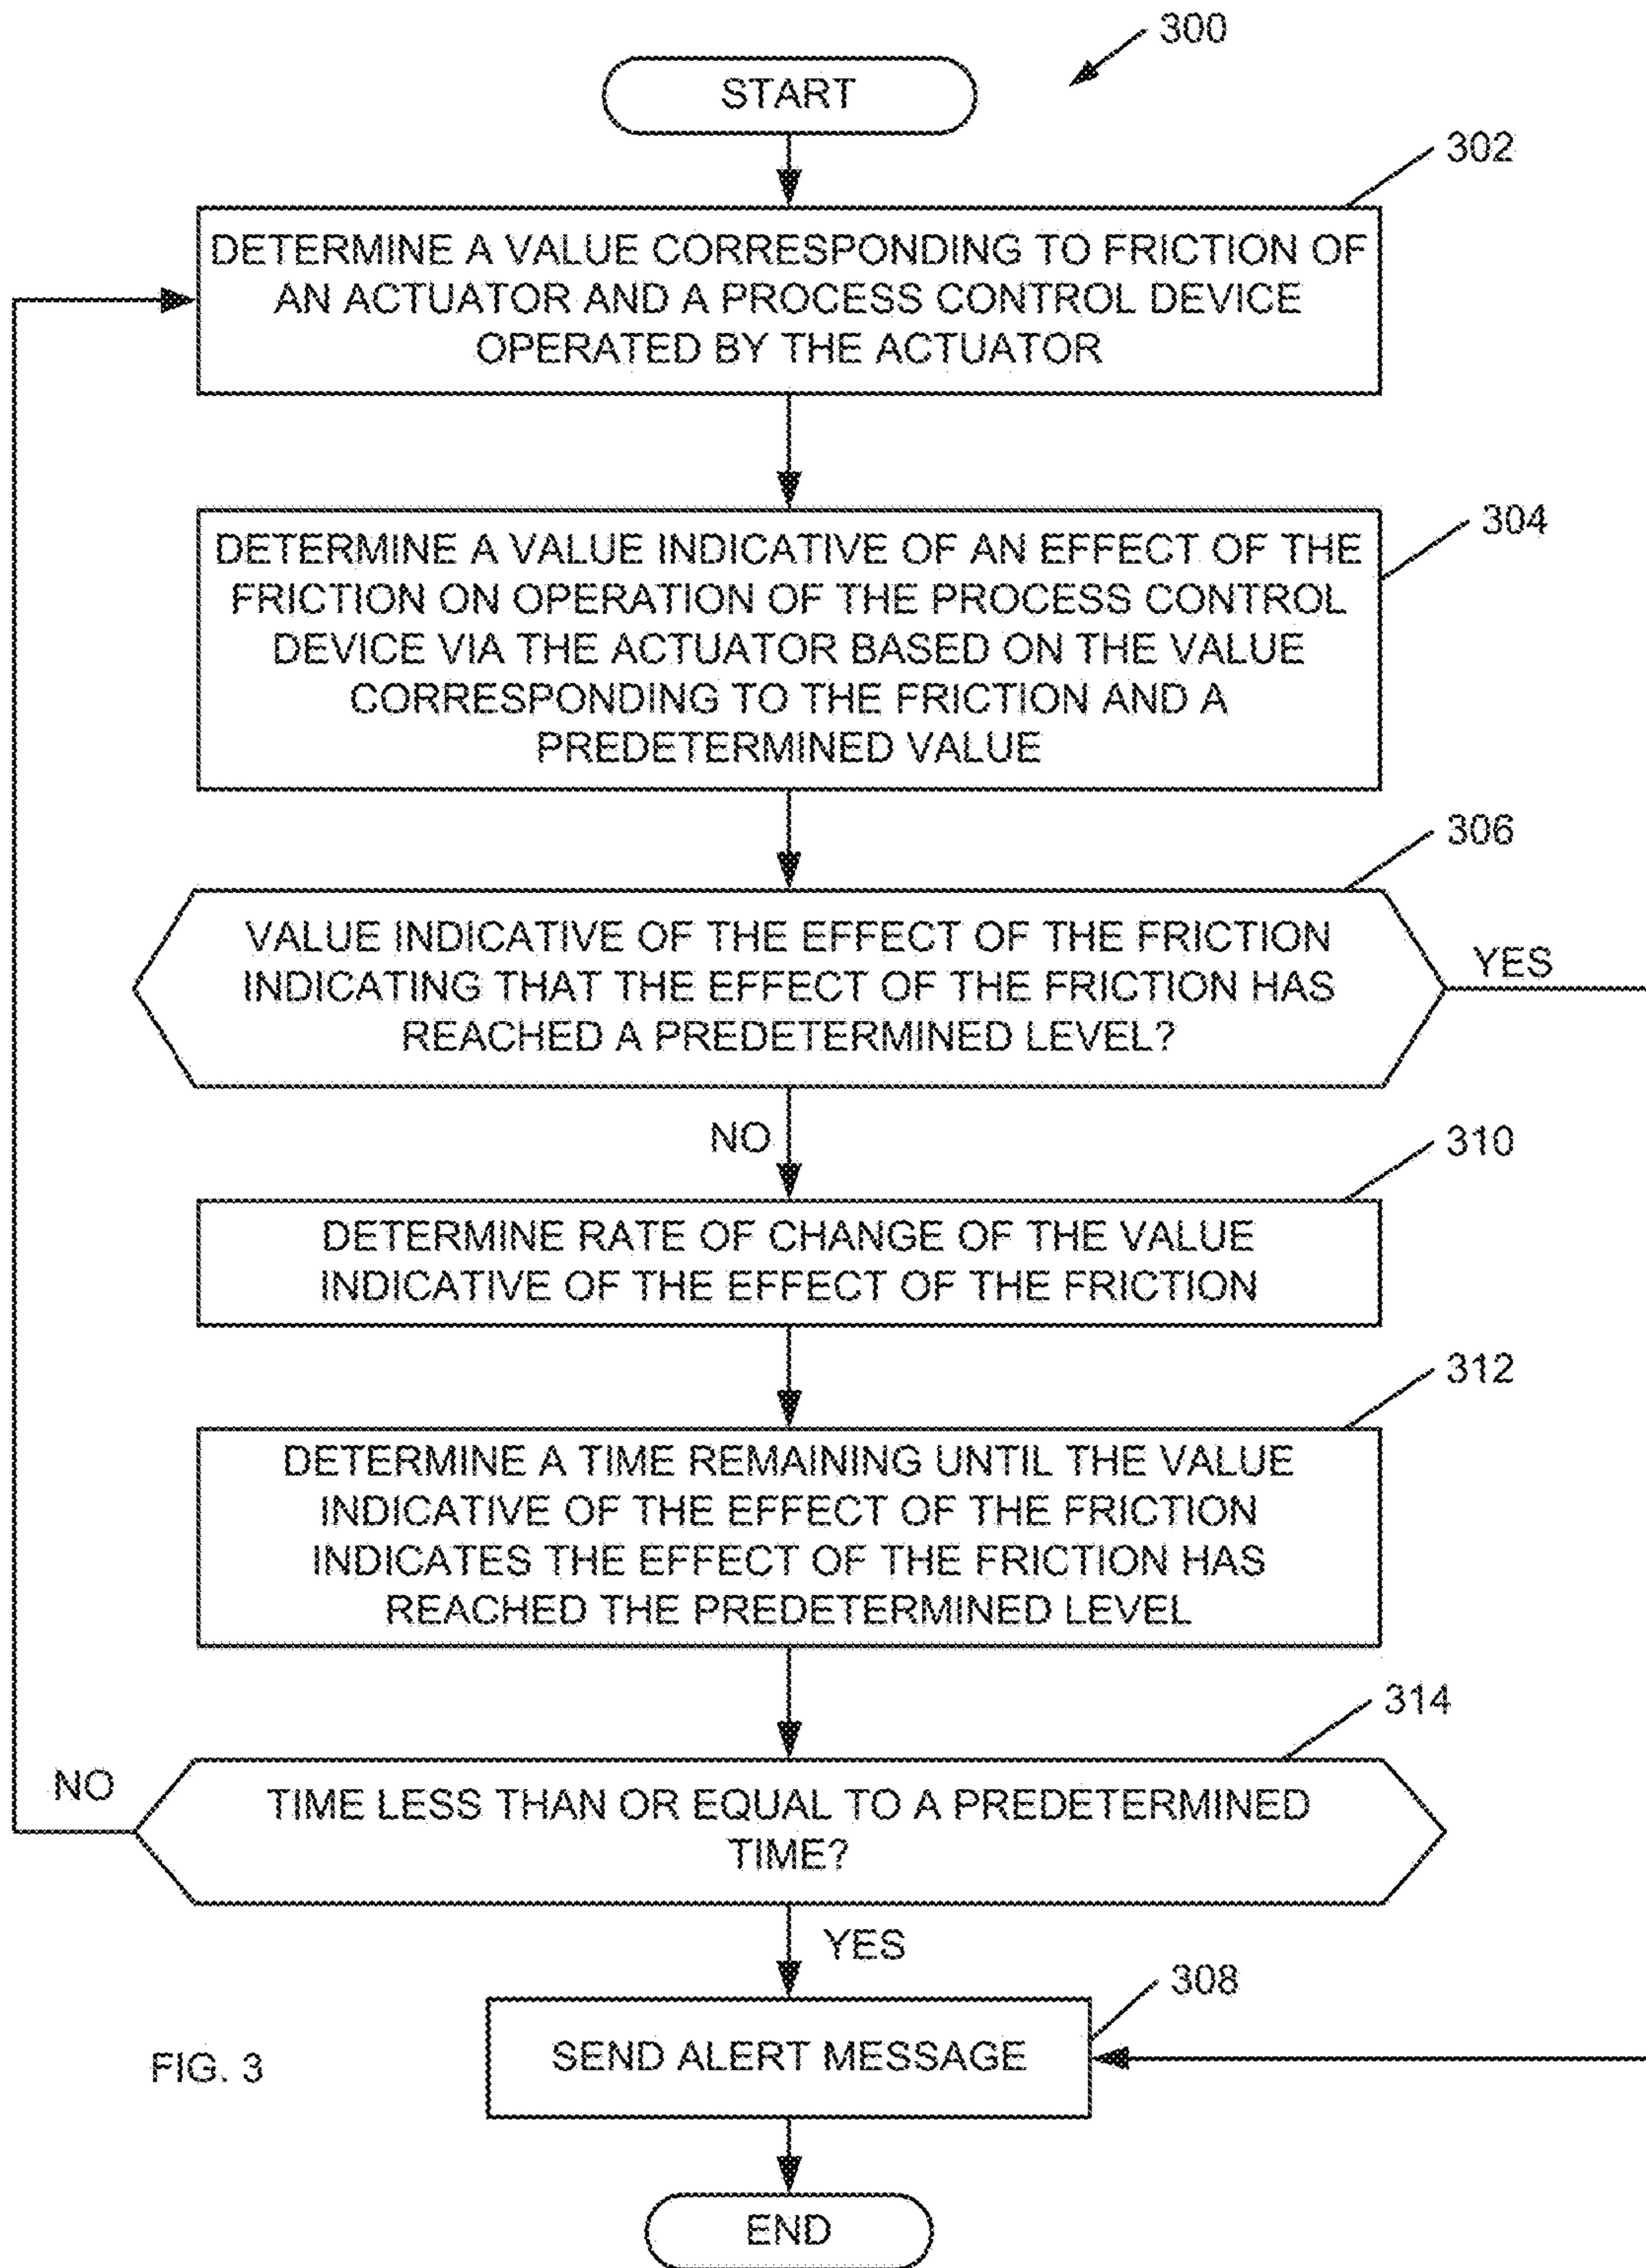 300
START
302
DETERMINE A VALUE CORRESPONDING TO FRICTION OF
AN ACTUATOR AND A PROCESS CONTROL DEVICE
OPERATED BY THE ACTUATOR
304
DETERMINE A VALUE INDICATIVE OF AN EFFECT OF THE
FRICTION ON OPERATION OF THE PROCESS CONTROL
DEVICE VIA THE ACTUATOR BASED ON THE VALUE
CORRESPONDING TO THE FRICTION AND A
PREDETERMINED VALUE
306
VALUE INDICATIVE OF THE EFFECT OF THE FRICTION
INDICATING THAT THE EFFECT OF THE FRICTION HAS
REACHED A PREDETERMINED LEVEL?
YES
NO
310
DETERMINE RATE OF CHANGE OF THE VALUE
INDICATIVE OF THE EFFECT OF THE FRICTION
312
DETERMINE A TIME REMAINING UNTIL THE VALUE
INDICATIVE OF THE EFFECT OF THE FRICTION
INDICATES THE EFFECT OF THE FRICTION HAS
REACHED THE PREDETERMINED LEVEL
314
NO
TIME LESS THAN OR EQUAL TO A PREDETERMINED
TIME?
YES
308
SEND ALERT MESSAGE
FIG. 3
END